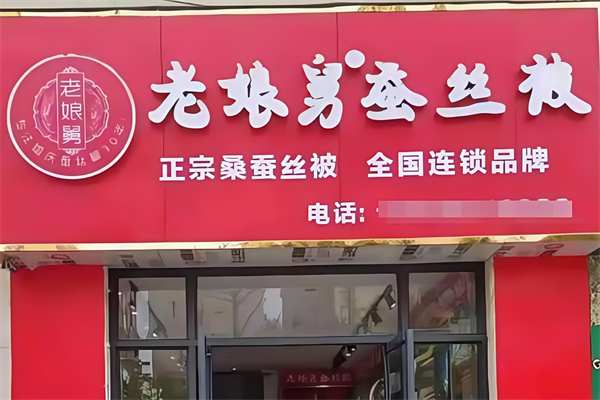 老娘舅蚕丝被
老娘舅
正宗桑蚕丝被 全国连锁品牌
电话: